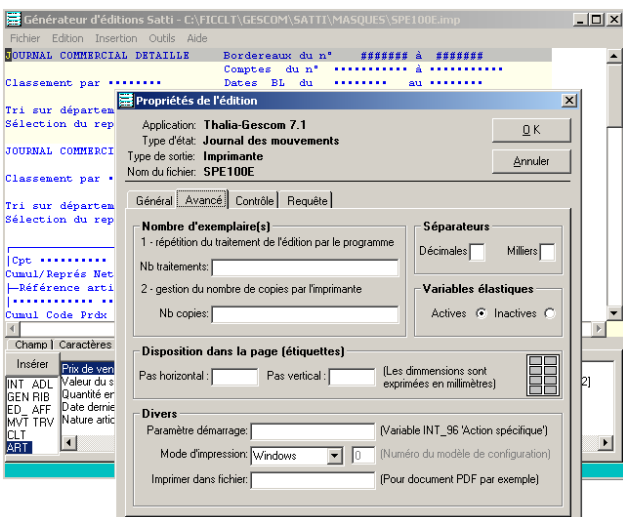 Générateur d'éditions Satti - C:\FICCLT\GESCOM\SATTI\MASQUES\SPE100E.imp
Fichier Edition Insertion Outils Aide
JOURNAL COMMERCIAL DETAILLE Bordereaux du n° ####### à #######
Comptes du n° ••••••••••• à •••••••••••
Classement par •••••••• Dates BL du •••••••• au ••••••••
Tri sur départem
Sélection du rep
JOURNAL COMMERCI
Classement par •
Tri sur départem
Sélection du rep
|Cpt ••••••••••
Cumul/Représ Net
Référence arti
Cumul Code Prdx
Champ Caractères
Insérer
INT ADL
GEN RIB
ED_ AFF
MVT TRV
CLT
ART
Prix de ven
Valeur du s
Quantité en
Date dernie
Nature artic
2]
Propriétés de l'édition
Application: Thalia-Gescom 7.1
Type d'état: Journal des mouvements
Type de sortie: Imprimante
Nom du fichier: SPE100E
O K
Annuler
Général Avancé Contrôle Requête
Nombre d'exemplaire(s)
1 - répétition du traitement de l'édition par le programme
Nb traitements:
2 - gestion du nombre de copies par l'imprimante
Nb copies:
Séparateurs
Décimales Milliers
Variables élastiques
Actives Inactives
Disposition dans la page (étiquettes)
Pas horizontal : Pas vertical : (Les dimmensions sont
exprimées en millimètres)
Divers
Paramètre démarrage: (Variable INT_96 'Action spécifique')
Mode d'impression: Windows 0 (Numéro du modèle de configuration)
Imprimer dans fichier: (Pour document PDF par exemple)